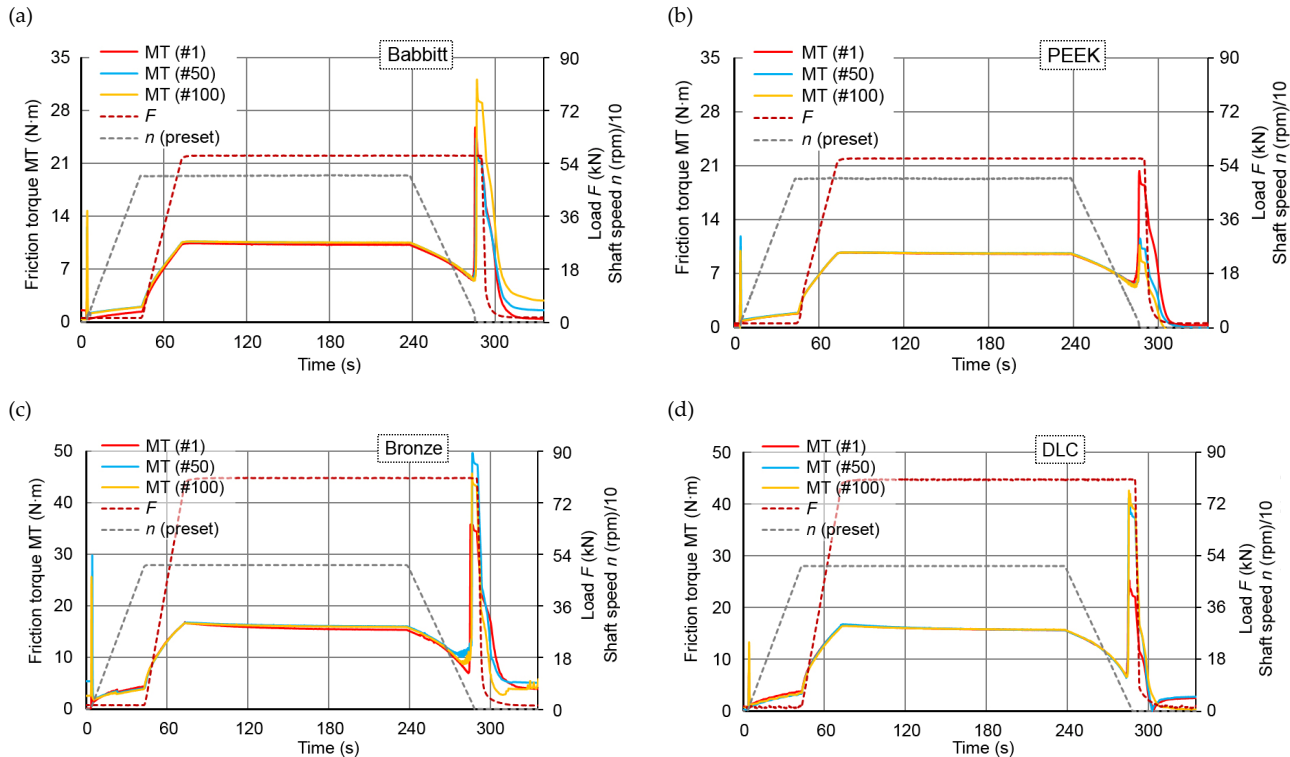 (a)
Babbitt
MT (#1)
MT (#50)
MT (#100)
F
n (preset)
Friction torque MT (N·m)
35
28
21
14
7
0
90
72
54
36
18
0
Load F (kN)
Shaft speed n (rpm)/10
0 60 120 180 240 300
Time (s)
(b)
PEEK
MT (#1)
MT (#50)
MT (#100)
F
n (preset)
Friction torque MT (N·m)
35
28
21
14
7
0
90
72
54
36
18
0
Load F (kN)
Shaft speed n (rpm)/10
0 60 120 180 240 300
Time (s)
(c)
Bronze
MT (#1)
MT (#50)
MT (#100)
F
n (preset)
Friction torque MT (N·m)
50
40
30
20
10
0
90
72
54
36
18
0
Load F (kN)
Shaft speed n (rpm)/10
0 60 120 180 240 300
Time (s)
(d)
DLC
MT (#1)
MT (#50)
MT (#100)
F
n (preset)
Friction torque MT (N·m)
50
40
30
20
10
0
90
72
54
36
18
0
Load F (kN)
Shaft speed n (rpm)/10
0 60 120 180 240 300
Time (s)